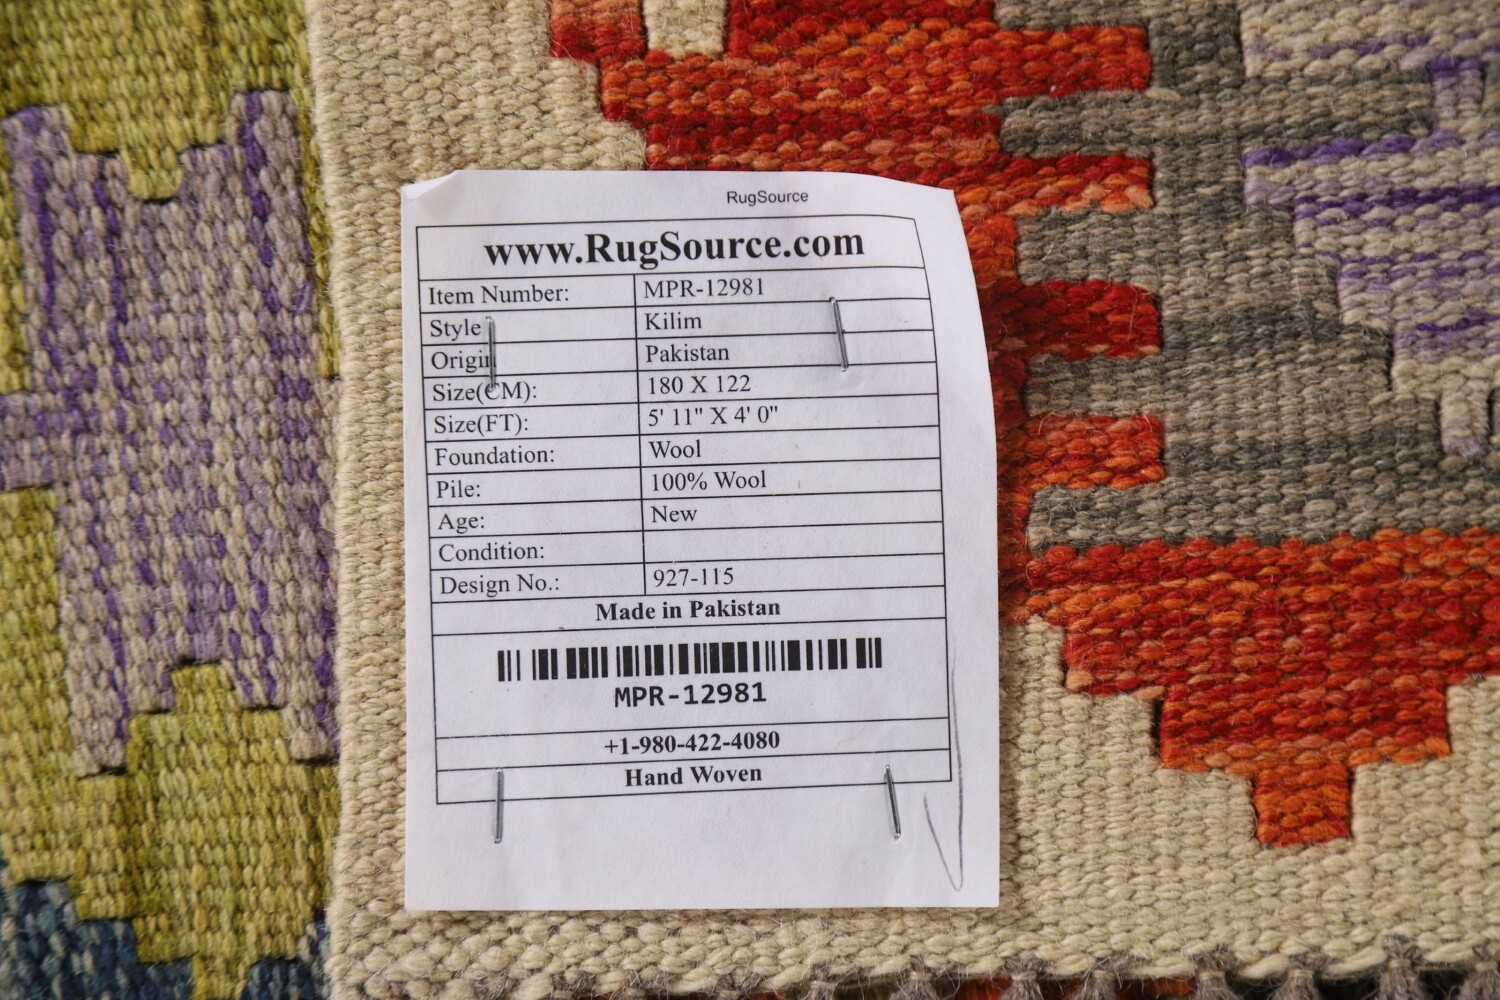 RugSource
www.RugSource.com
Item Number: MPR-12981
Style Kilim
Origin Pakistan
Size(CM): 180 X 122
Size(FT): 5' 11" X 4' 0"
Foundation: Wool
Pile: 100% Wool
Age: New
Condition:
Design No.: 927-115
Made in Pakistan
MPR-12981
+1-980-422-4080
Hand Woven